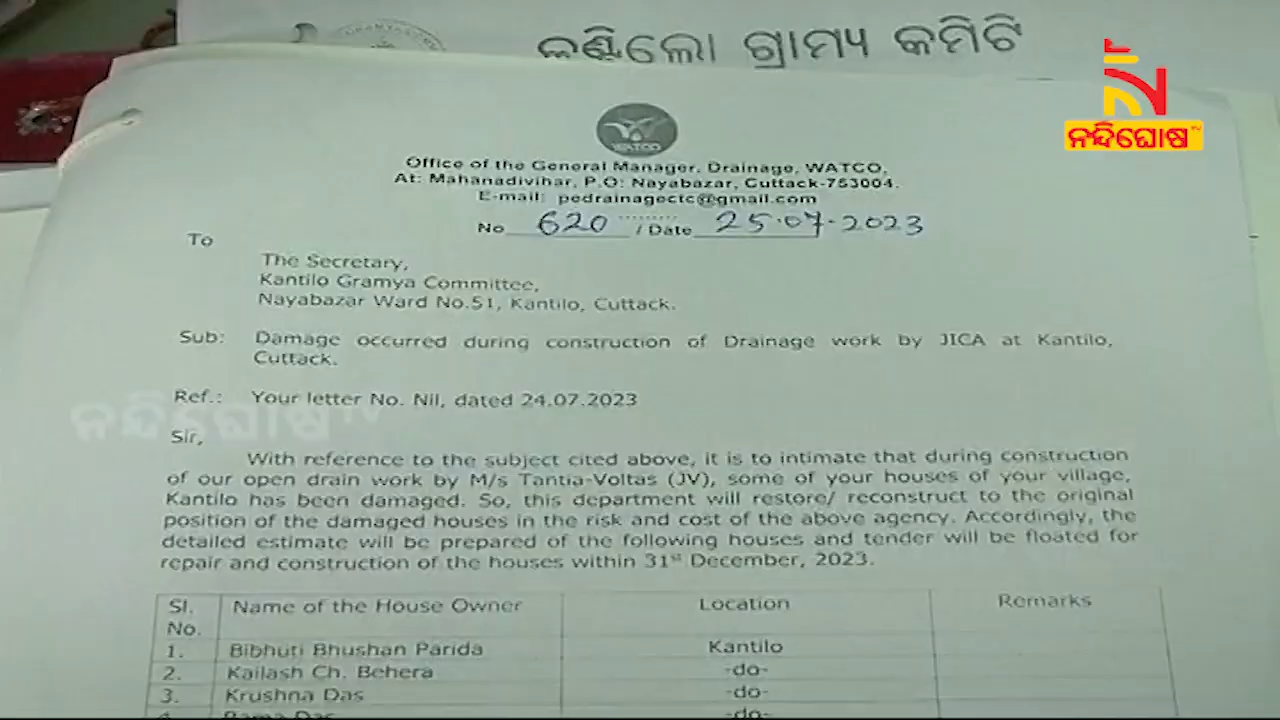 କଣ୍ଟିଲୋ ଗ୍ରାମ୍ୟ କମିଟି
ନନ୍ଦିଘୋଷ TV
WATCO
Office of the General Manager, Drainage, WATCO,
At: Mahanadivihar, P.O: Nayabazar, Cuttack-753004.
E-mail: pedrainagectc@gmail.com
No 620 / Date 25.07.2023
To
The Secretary,
Kantilo Gramya Committee,
Nayabazar Ward No.51, Kantilo, Cuttack.
Sub: Damage occurred during construction of Drainage work by JICA at Kantilo,
Cuttack.
Ref.: Your letter No. Nil, dated 24.07.2023
ନନ୍ଦିଘୋଷ TV
Sir,
With reference to the subject cited above, it is to intimate that during construction
of our open drain work by M/s Tantia-Voltas (JV), some of your houses of your village,
Kantilo has been damaged. So, this department will restore/ reconstruct to the original
position of the damaged houses in the risk and cost of the above agency. Accordingly, the
detailed estimate will be prepared of the following houses and tender will be floated for
repair and construction of the houses within 31st December, 2023.
Sl. No. Name of the House Owner Location Remarks
1. Bibhuti Bhushan Parida Kantilo
2. Kailash Ch. Behera -do-
3. Krushna Das -do-
4. Rama Das -do-